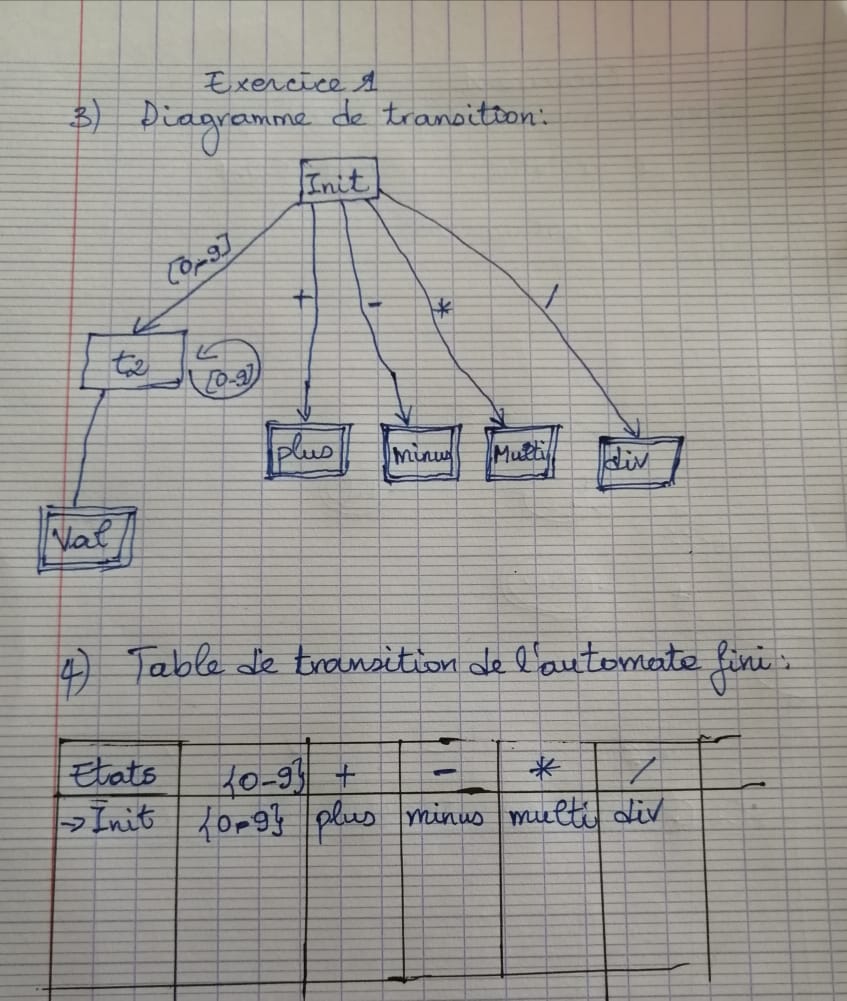 Exercice 1
3) Diagramme de transition:
Init
[0-9]
+
-
*
/
t2
[0-9]
plus
minus
Multi
div
Val
4) Table de transition de l'automate fini:
Etats {0-9} + - * /
→ Init {0-9} plus minus multi div